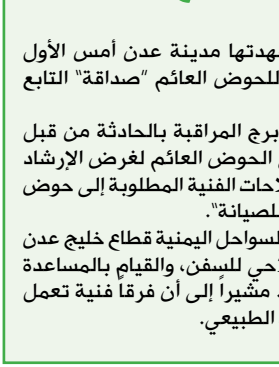 هدتها مدينة عدن أمس الأول
للحوض العائم "صداقة" التابع
برج المراقبة بالحادثة من قبل
الحوض العائم لغرض الإرشاد
لاحات الفنية المطلوبة إلى حوض
لصيانة".
لسواحل اليمنية قطاع خليج عدن
لاحي للسفن، والقيام بالمساعدة
مشيراً إلى أن فرقاً فنية تعمل
الطبيعي.